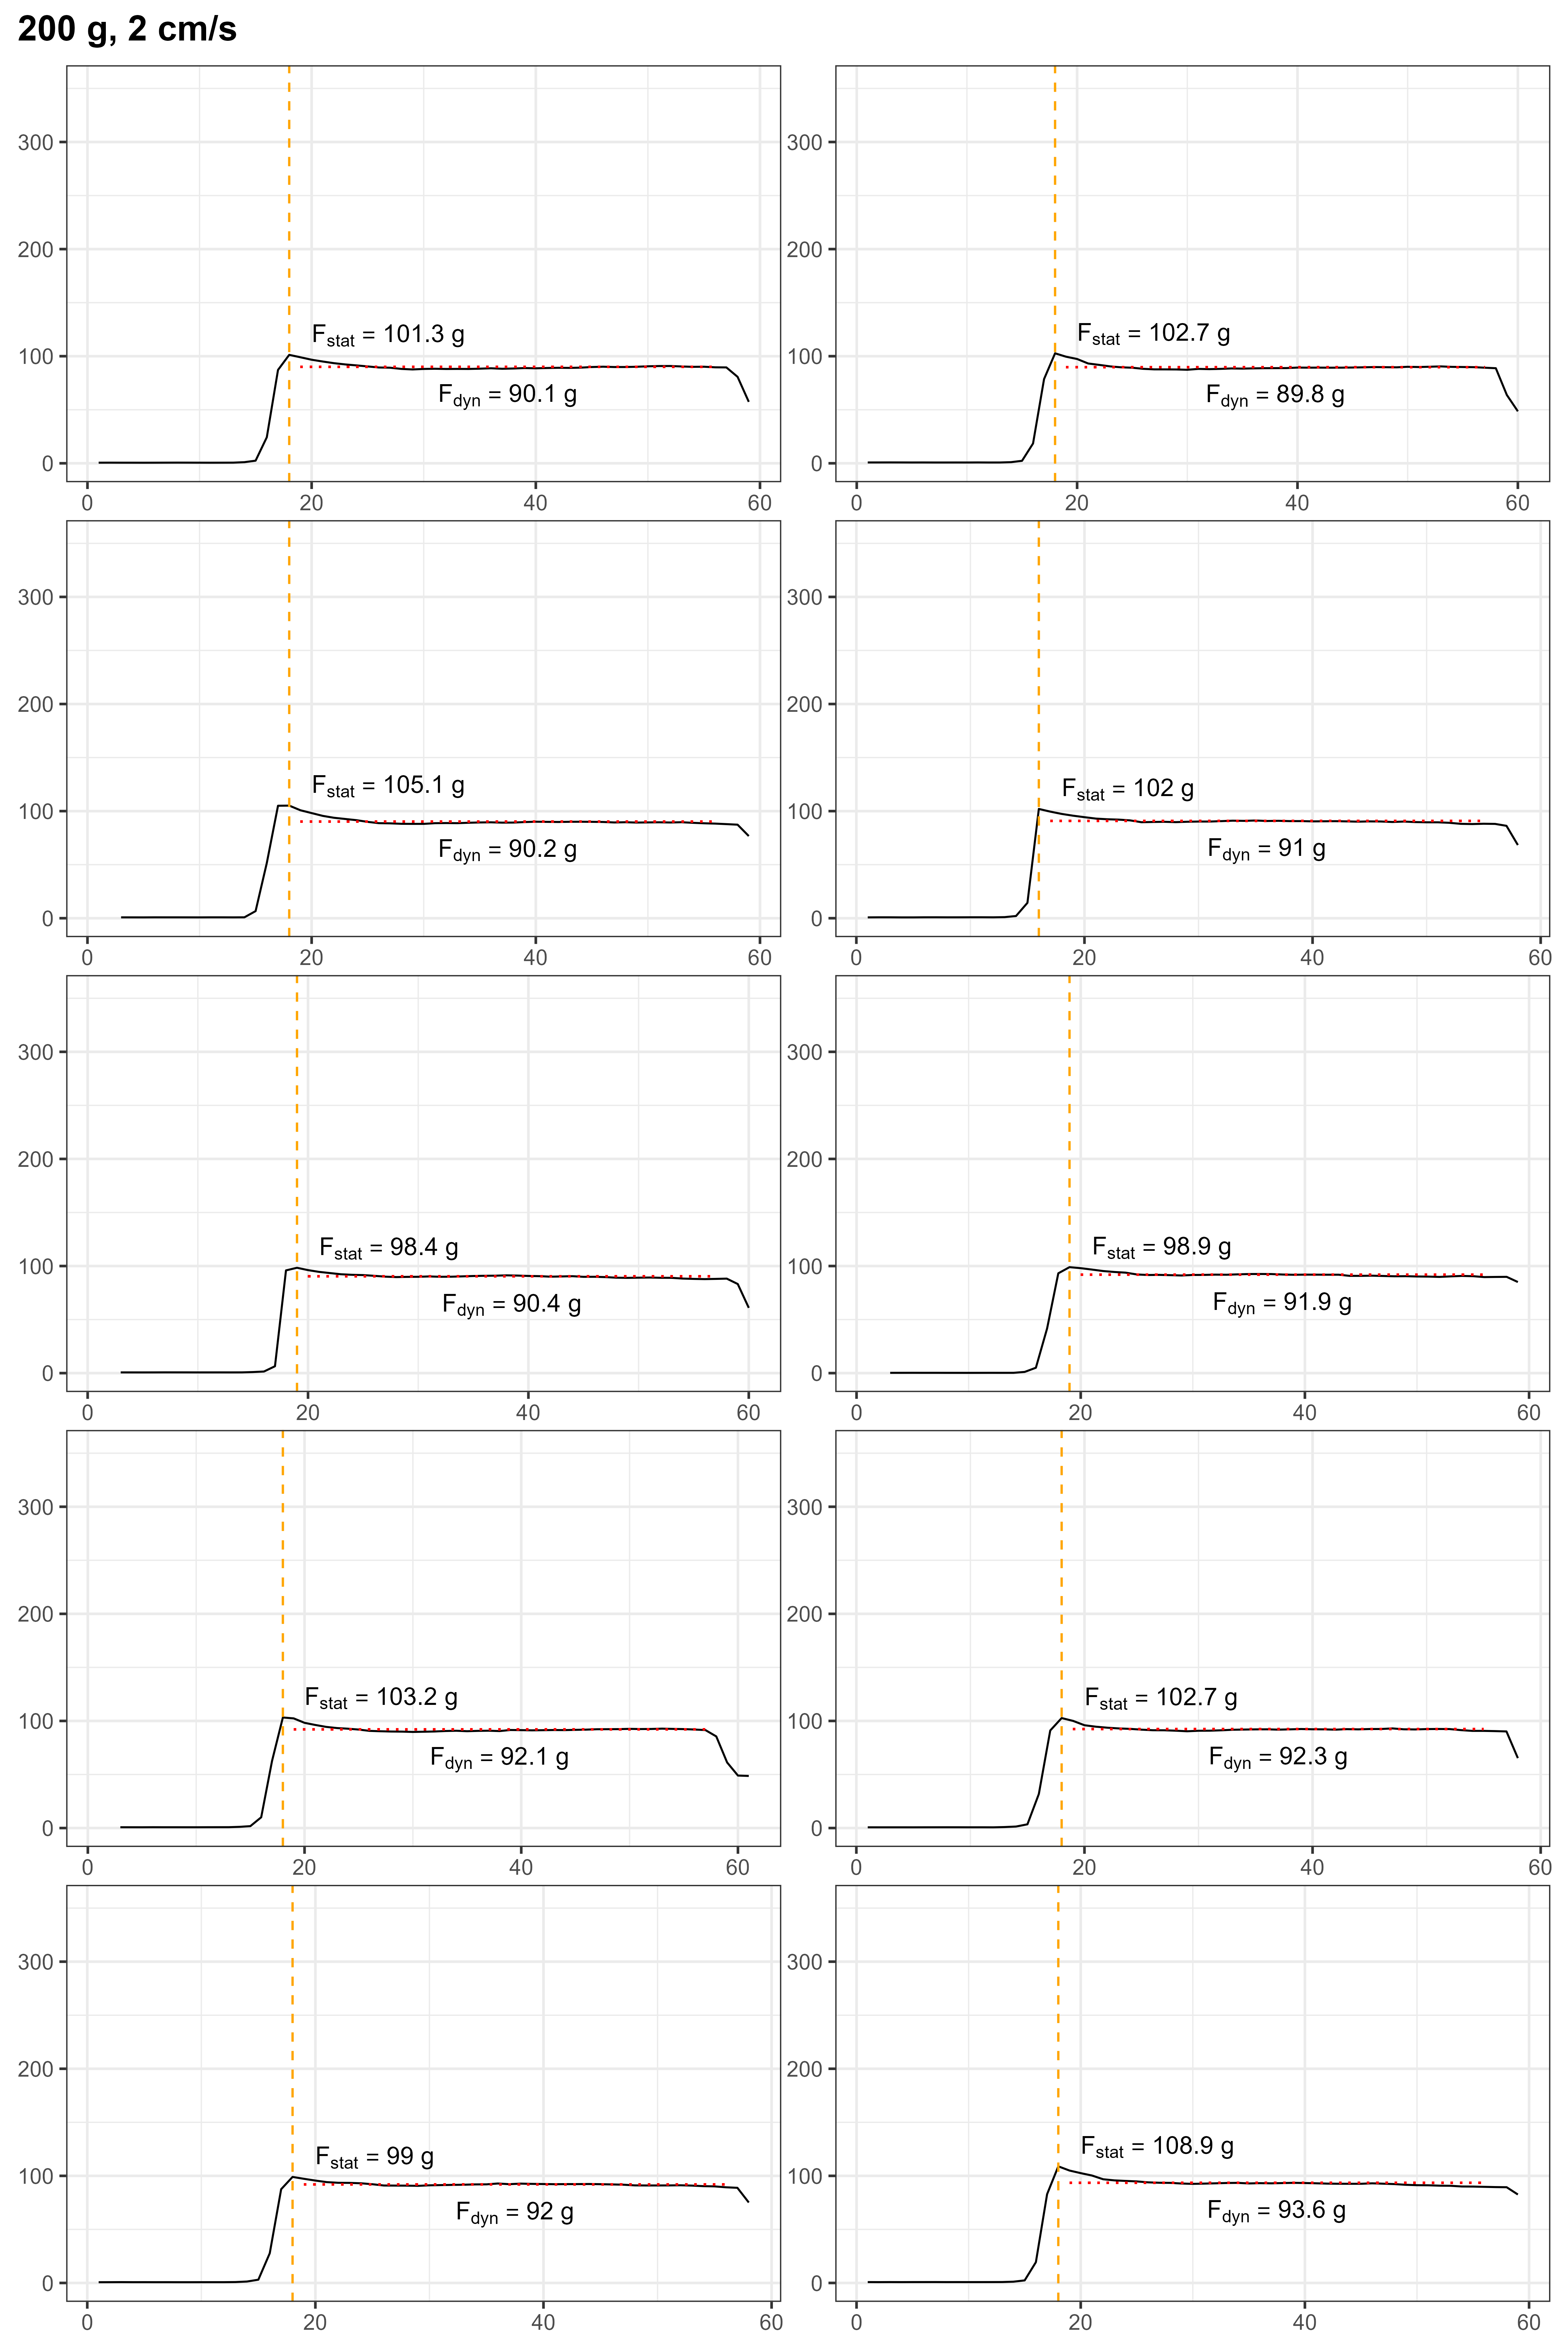 200 g, 2 cm/s
300
200
100
0
Fstat = 101.3 g
Fdyn = 90.1 g
0 20 40 60
300
200
100
0
Fstat = 102.7 g
Fdyn = 89.8 g
0 20 40 60
300
200
100
0
Fstat = 105.1 g
Fdyn = 90.2 g
0 20 40 60
300
200
100
0
Fstat = 102 g
Fdyn = 91 g
0 20 40 60
300
200
100
0
Fstat = 98.4 g
Fdyn = 90.4 g
0 20 40 60
300
200
100
0
Fstat = 98.9 g
Fdyn = 91.9 g
0 20 40 60
300
200
100
0
Fstat = 103.2 g
Fdyn = 92.1 g
0 20 40 60
300
200
100
0
Fstat = 102.7 g
Fdyn = 92.3 g
0 20 40 60
300
200
100
0
Fstat = 99 g
Fdyn = 92 g
0 20 40 60
300
200
100
0
Fstat = 108.9 g
Fdyn = 93.6 g
0 20 40 60